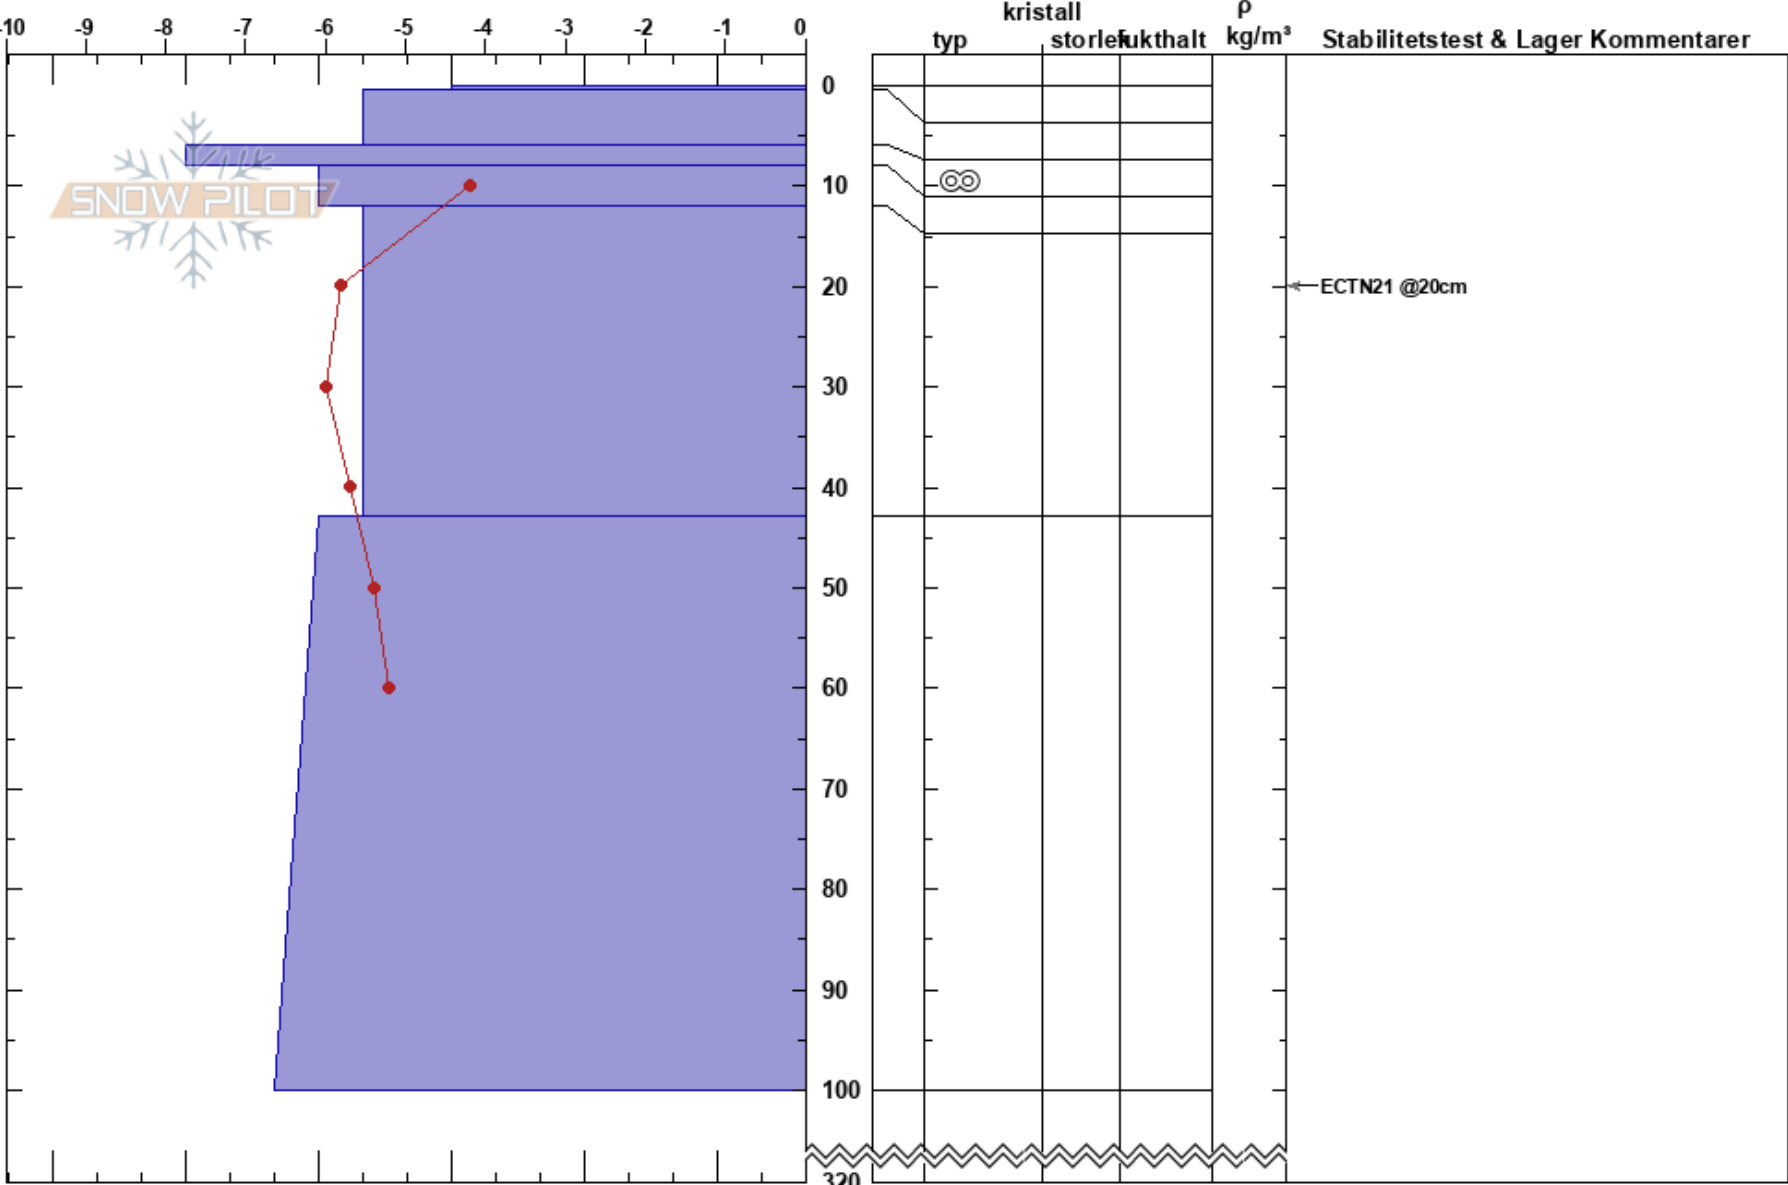 kristall ρ
-10 -9 -8 -7 -6 -5 -4 -3 -2 -1 0 typ storlek fukthalt kg/m³ Stabilitetstest & Lager Kommentarer
0
SNOW PILOT
10
20 ECTN21 @20cm
30
40
50
60
70
80
90
100
320